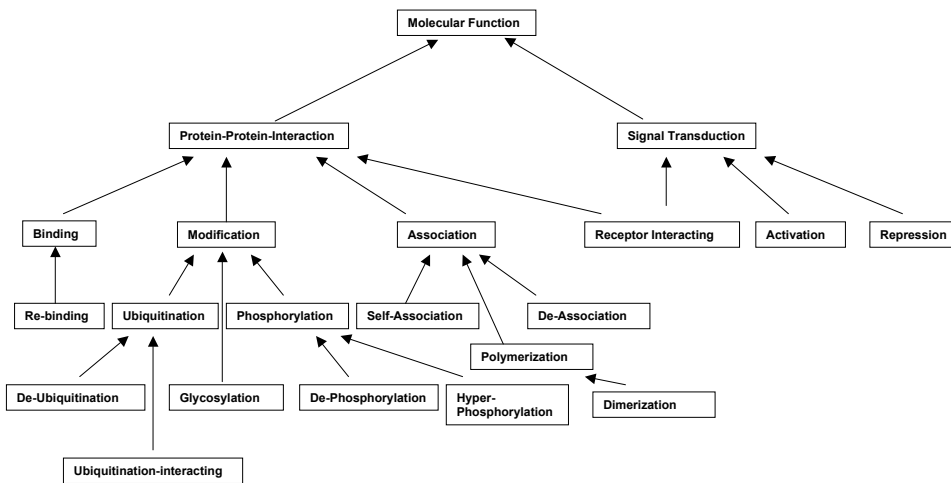 Molecular Function
Protein-Protein-Interaction
Signal Transduction
Binding
Modification
Association
Receptor Interacting
Activation
Repression
Re-binding
Ubiquitination
Phosphorylation
Self-Association
De-Association
Polymerization
De-Ubiquitination
Glycosylation
De-Phosphorylation
Hyper-
Phosphorylation
Dimerization
Ubiquitination-interacting